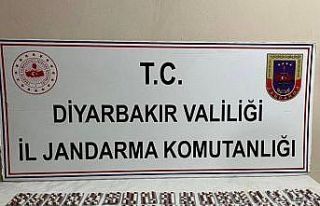 T.C.
DİYARBAKIR VALİLİĞİ
İL JANDARMA KOMUTANLIĞI